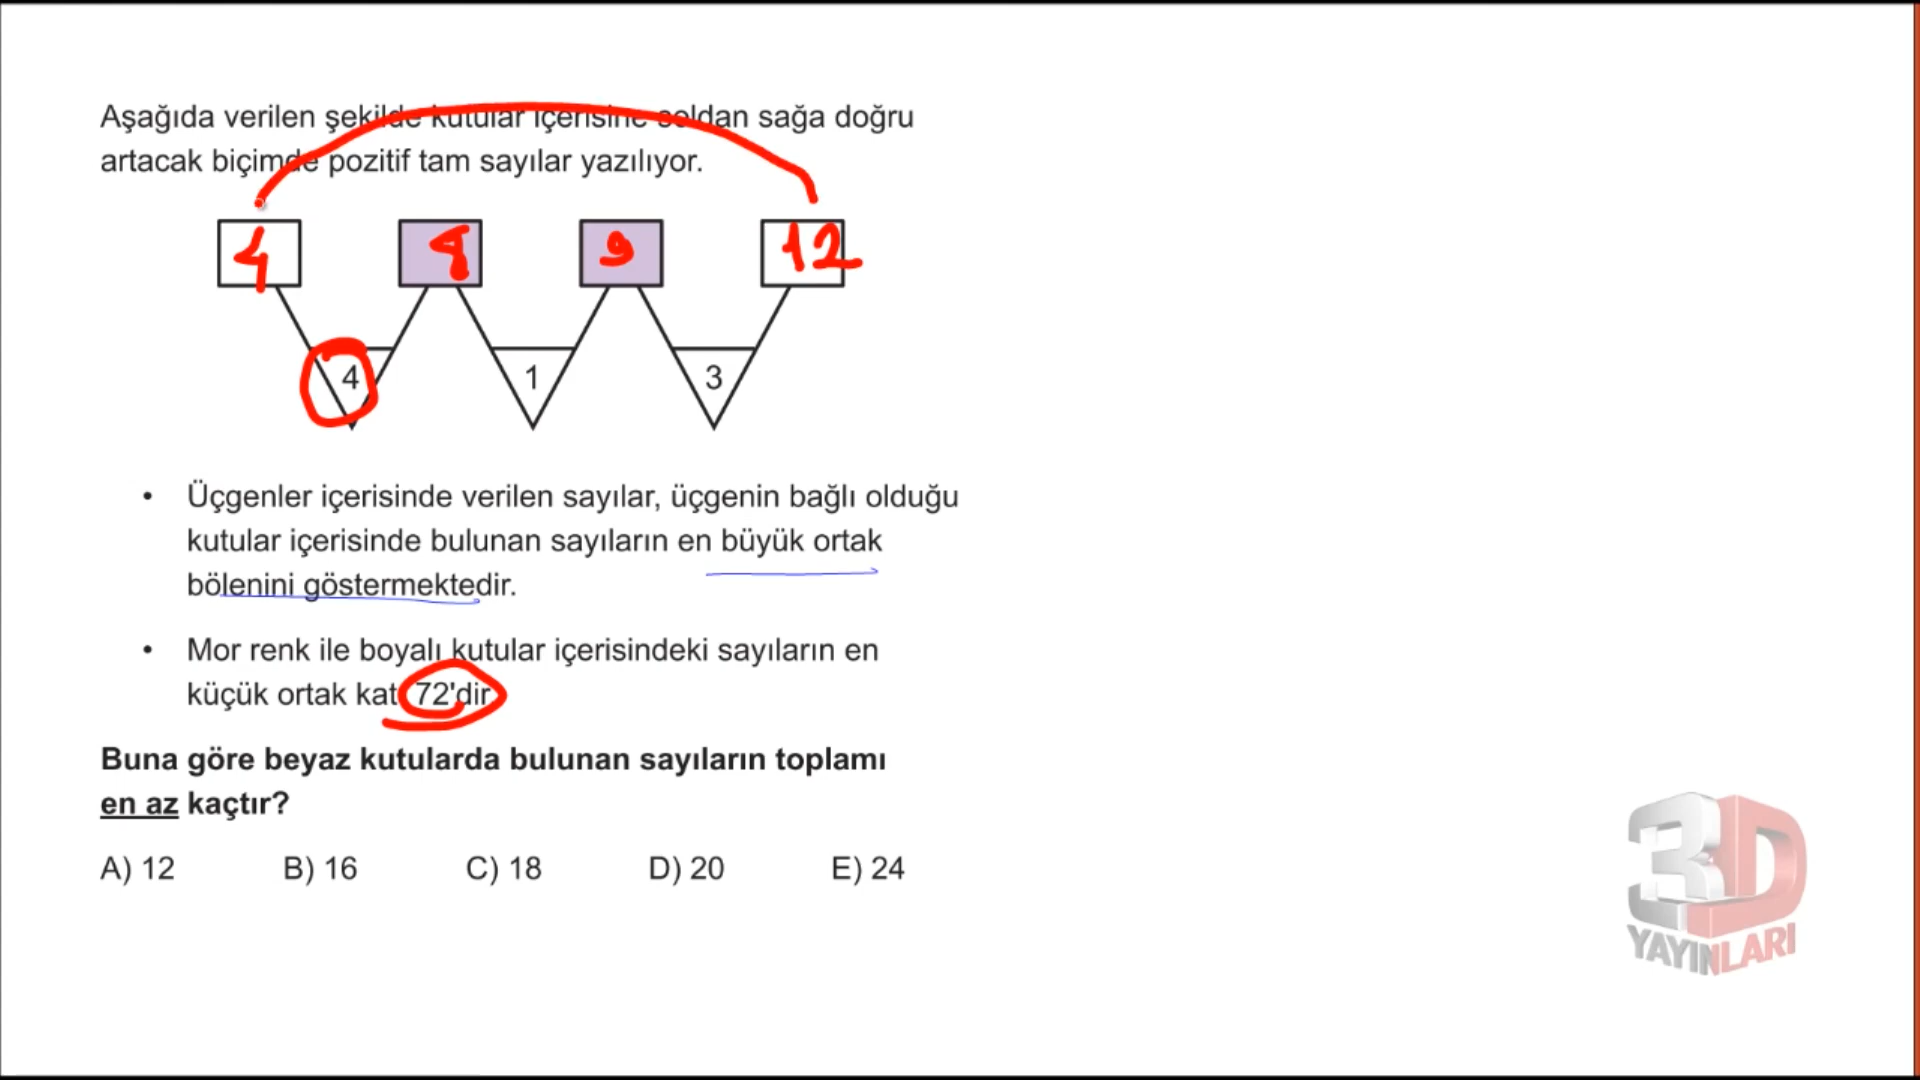 Aşağıda verilen şekilde kutular içerisine soldan sağa doğru
artacak biçimde pozitif tam sayılar yazılıyor.
4 8 9 12
4 1 3
• Üçgenler içerisinde verilen sayılar, üçgenin bağlı olduğu
kutular içerisinde bulunan sayıların en büyük ortak
bölenini göstermektedir.
• Mor renk ile boyalı kutular içerisindeki sayıların en
küçük ortak kat 72'dir
Buna göre beyaz kutularda bulunan sayıların toplamı
en az kaçtır?
A) 12 B) 16 C) 18 D) 20 E) 24
3D
YAYINLARI